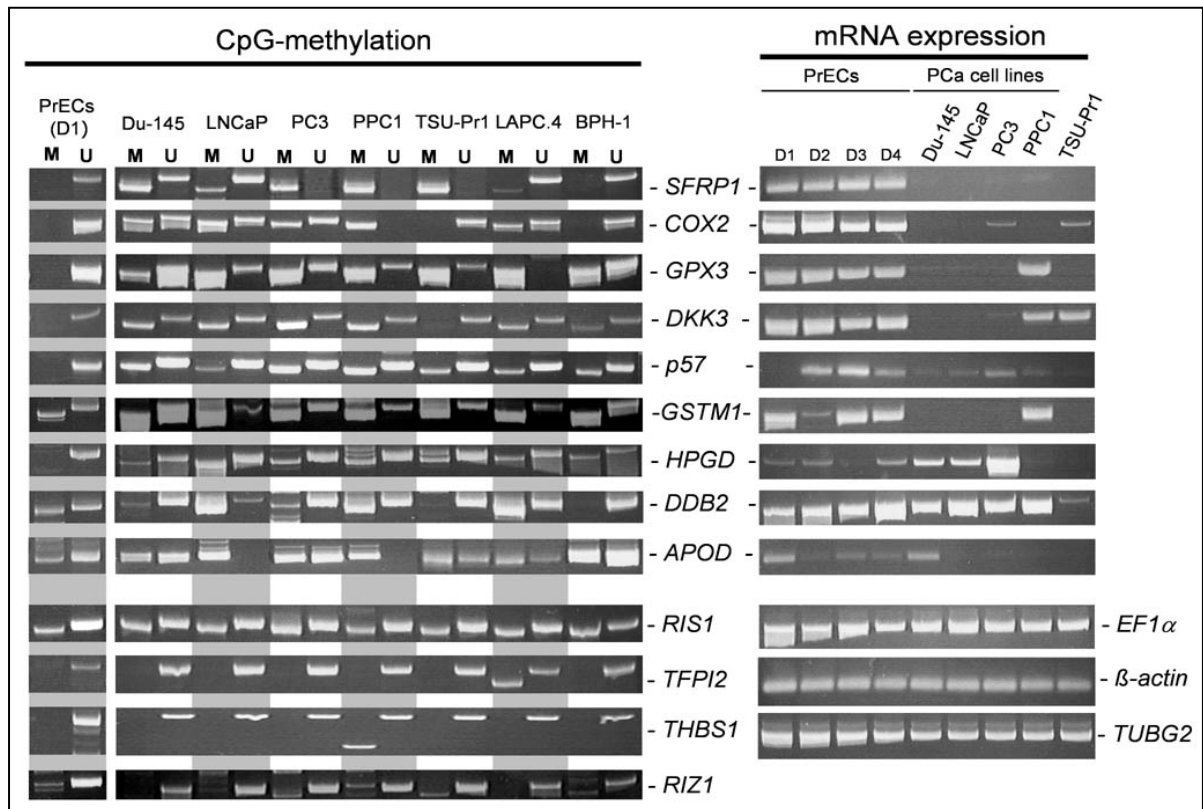 CpG-methylation
mRNA expression
PrECs
PCa cell lines
PrECs
(D1)
Du-145 LNCaP PC3 PPC1 TSU-Pr1 LAPC.4 BPH-1
M U M U M U M U M U M U M U M U
D1 D2 D3 D4 Du-145 LNCaP PC3 PPC1 TSU-Pr1
- SFRP1 -
- COX2 -
- GPX3 -
- DKK3 -
- p57 -
-GSTM1 -
- HPGD -
- DDB2 -
- APOD -
- RIS1
- EF1α
- TFPI2
- ß-actin
- THBS1
- TUBG2
- RIZ1